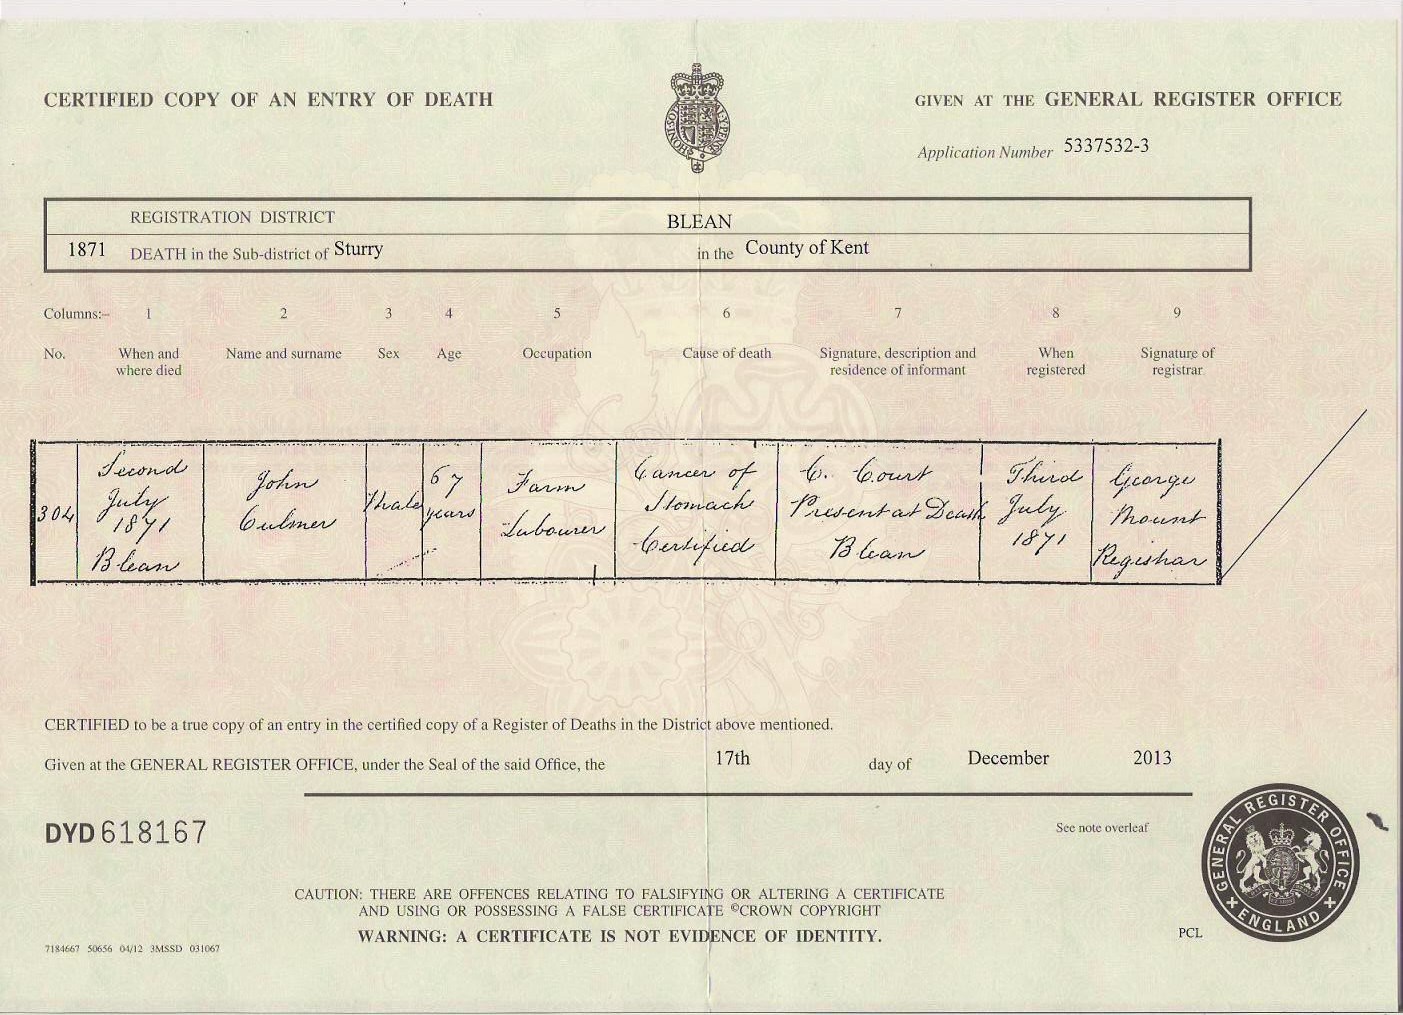 CERTIFIED COPY OF AN ENTRY OF DEATH
GIVEN AT THE GENERAL REGISTER OFFICE
Application Number 5337532-3
REGISTRATION DISTRICT BLEAN
1871 DEATH in the Sub-district of Sturry in the County of Kent
Columns:- 1 2 3 4 5 6 7 8 9
No. When and where died Name and surname Sex Age Occupation Cause of death Signature, description and residence of informant When registered Signature of registrar
304
Second
July
1871
Blean
John
Culmer
Male
67
years
Farm
Labourer
Cancer of
Stomach
Certified
C. Court
Present at Death
Blean
Third
July
1871
George
Mount
Registrar
CERTIFIED to be a true copy of an entry in the certified copy of a Register of Deaths in the District above mentioned.
Given at the GENERAL REGISTER OFFICE, under the Seal of the said Office, the 17th day of December 2013
DYD 618167
See note overleaf
CAUTION: THERE ARE OFFENCES RELATING TO FALSIFYING OR ALTERING A CERTIFICATE
AND USING OR POSSESSING A FALSE CERTIFICATE ©CROWN COPYRIGHT
WARNING: A CERTIFICATE IS NOT EVIDENCE OF IDENTITY.
7184667 50656 04/12 3MSSD 031067
PCL
GENERAL REGISTER OFFICE
ENGLAND